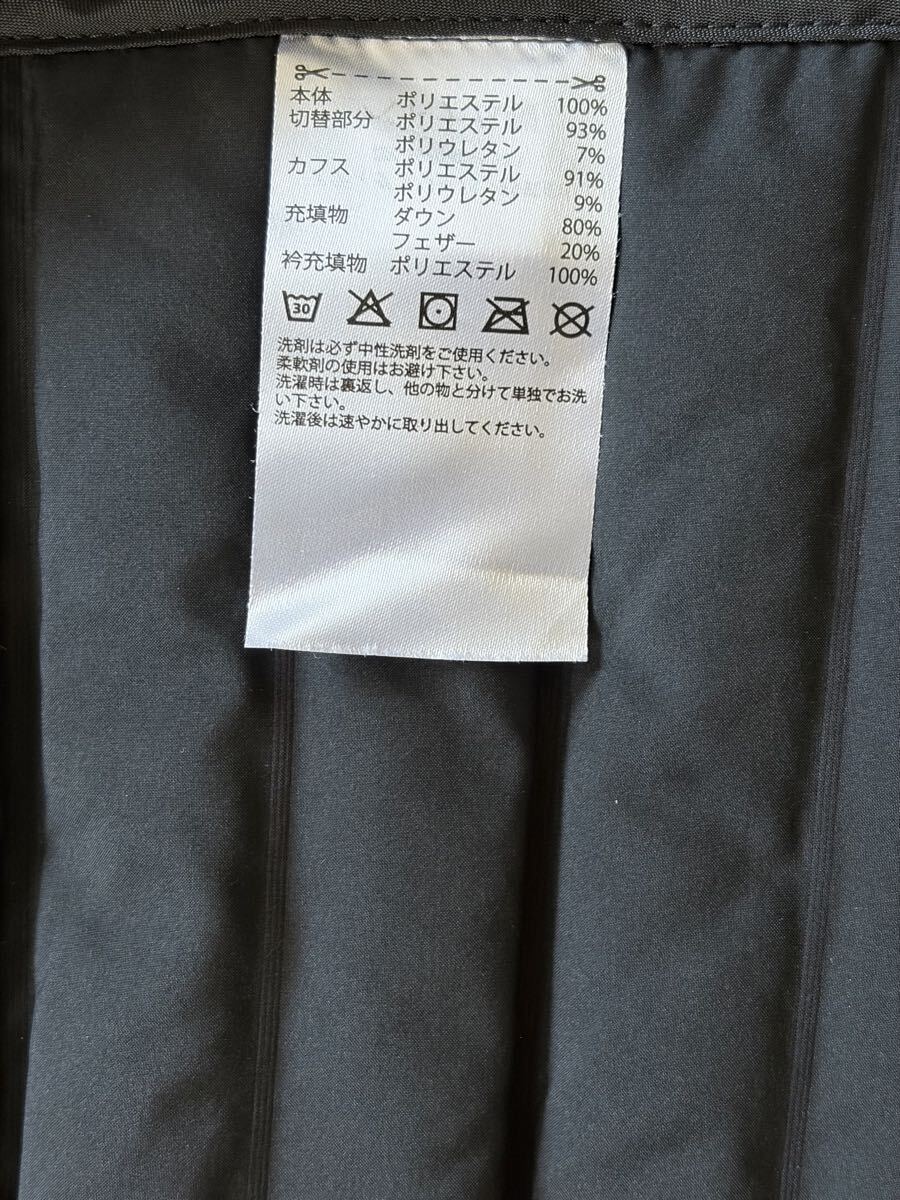 本体 ポリエステル 100%
切替部分 ポリエステル 93%
ポリウレタン 7%
カフス ポリエステル 91%
ポリウレタン 9%
充填物 ダウン 80%
フェザー 20%
衿充填物 ポリエステル 100%
30
洗剤は必ず中性洗剤をご使用ください。
柔軟剤の使用はお避け下さい。
洗濯時は裏返し、他の物と分けて単独でお洗
い下さい。
洗濯後は速やかに取り出してください。